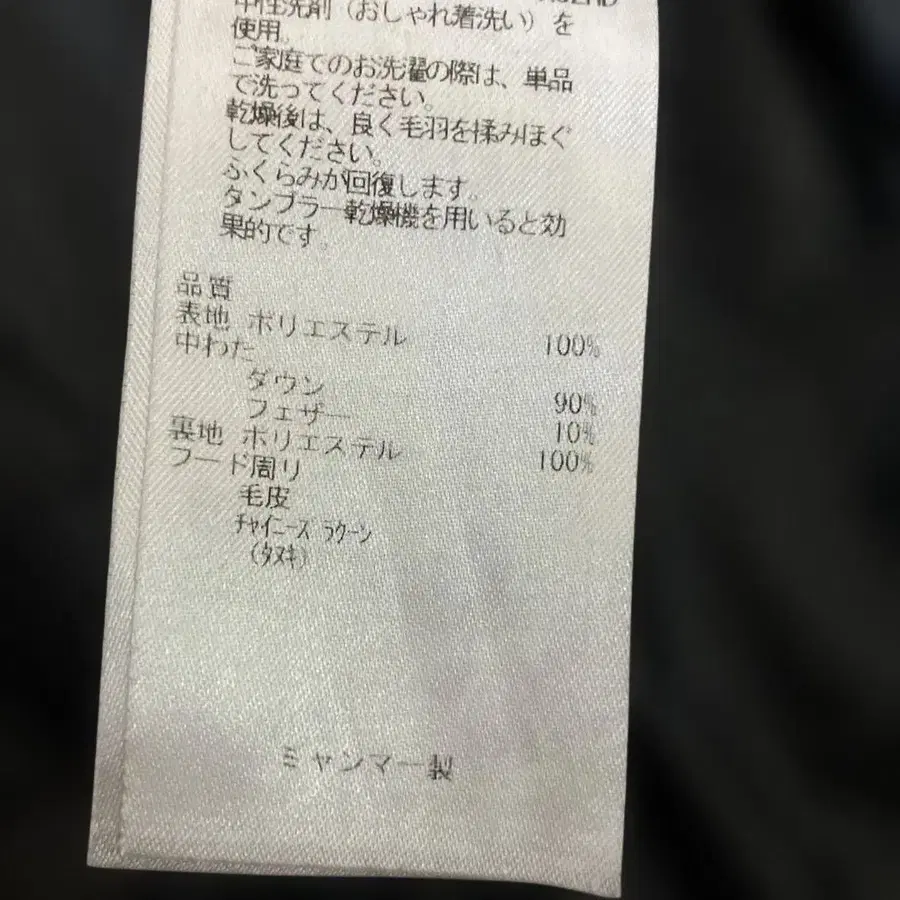 中性洗剤（おしゃれ着洗い）を
使用。
ご家庭でのお洗濯の際は、単品
で洗ってください。
乾燥後は、良く毛羽を揉みほぐ
してください。
ふくらみが回復します。
タンブラー乾燥機を用いると効
果的です。
品質
表地 ポリエステル 100%
中わた
ダウン 90%
フェザー 10%
裏地 ポリエステル 100%
フード周り
毛皮
チャイニーズ ラクーン
（タヌキ）
ミャンマー製